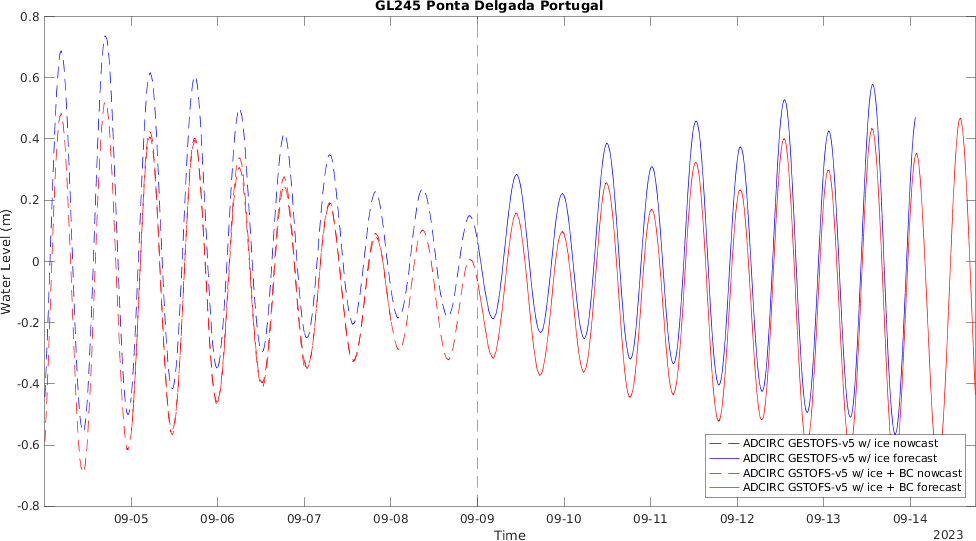 GL245 Ponta Delgada Portugal
0.8
0.6
0.4
0.2
0
-0.2
-0.4
-0.6
-0.8
Water Level (m)
ADCIRC GESTOFS-v5 w/ ice nowcast
ADCIRC GESTOFS-v5 w/ ice forecast
ADCIRC GSTOFS-v5 w/ ice + BC nowcast
ADCIRC GSTOFS-v5 w/ ice + BC forecast
09-05 09-06 09-07 09-08 09-09 09-10 09-11 09-12 09-13 09-14
Time
2023